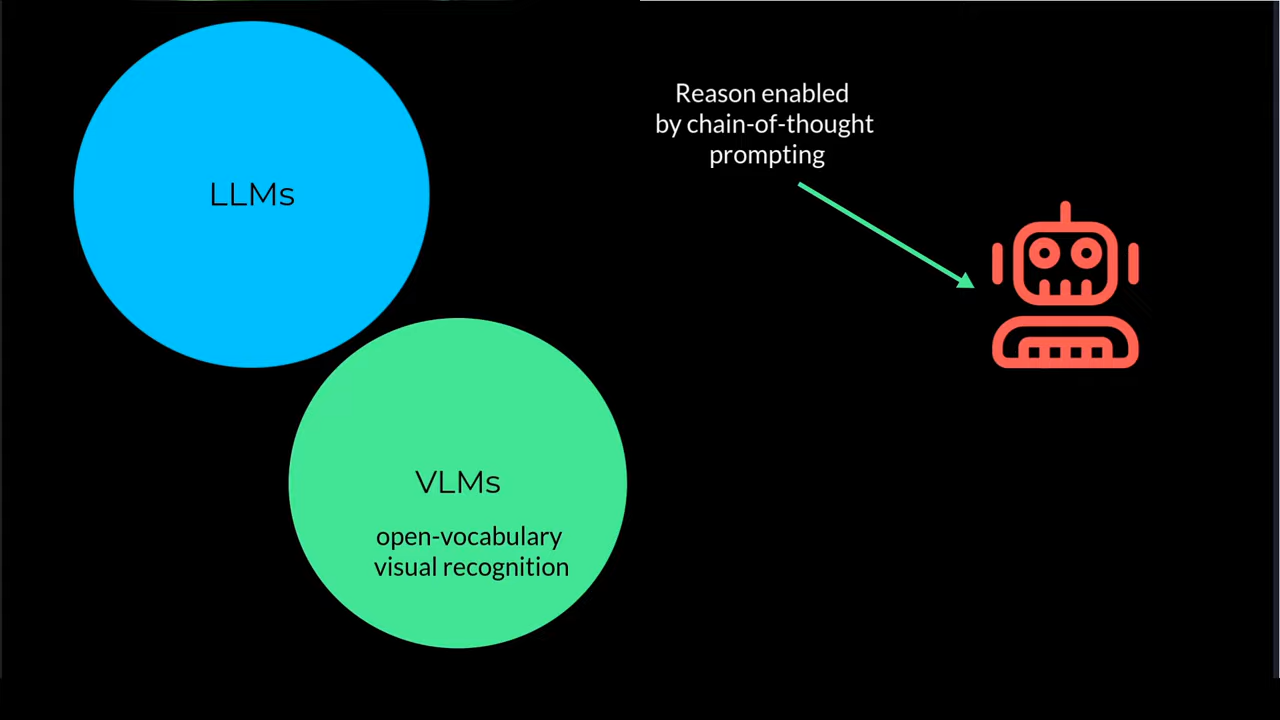 LLMs
Reason enabled
by chain-of-thought
prompting
VLMs
open-vocabulary
visual recognition